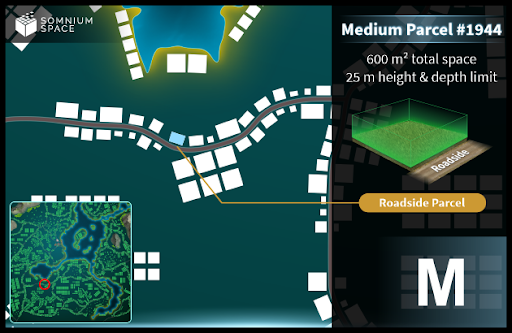 SOMNIUM
SPACE
Medium Parcel #1944
600 m² total space
25 m height & depth limit
Roadside
Roadside Parcel
M